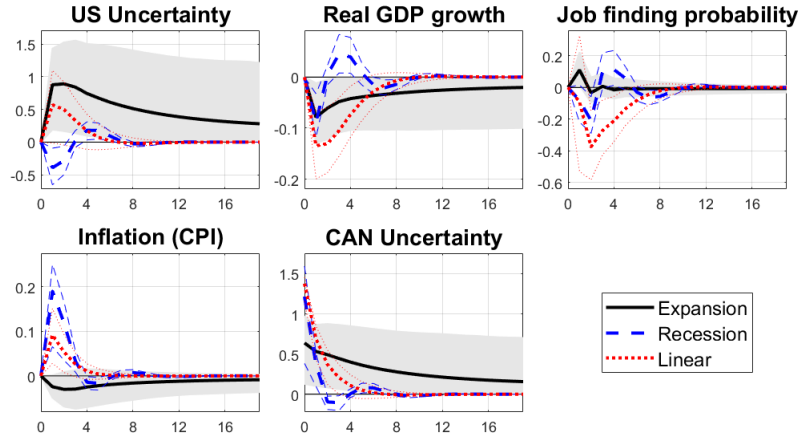 US Uncertainty
Real GDP growth
Job finding probability
1.5
1
0.5
0
-0.5
0 4 8 12 16
0
-0.1
-0.2
0 4 8 12 16
0.2
0
-0.2
-0.4
-0.6
0 4 8 12 16
Inflation (CPI)
CAN Uncertainty
0.2
0.1
0
0 4 8 12 16
1.5
1
0.5
0
0 4 8 12 16
Expansion
Recession
Linear